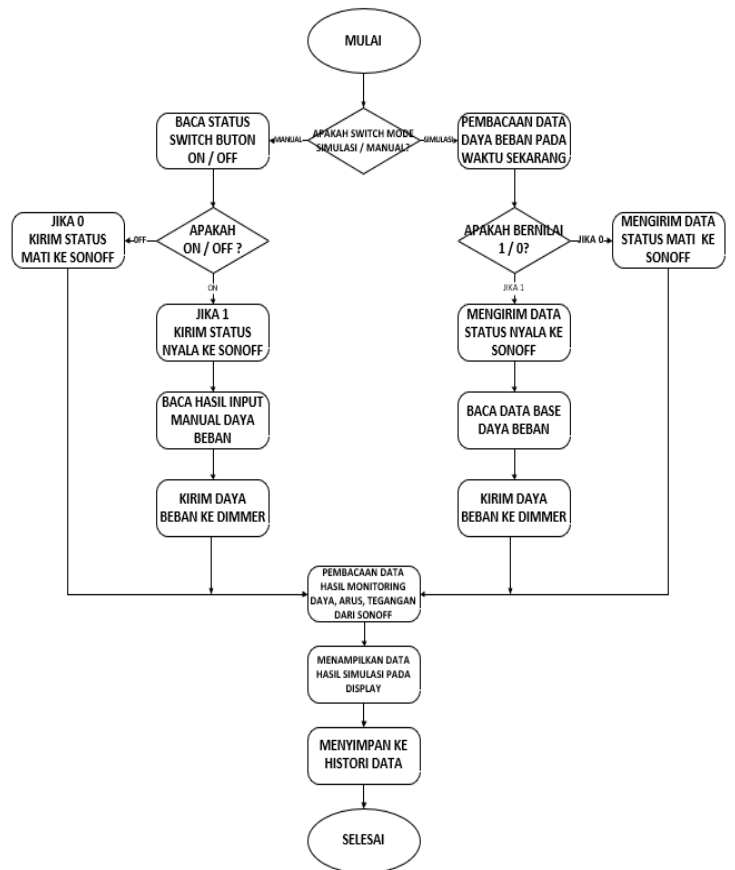 MULAI
APAKAH SWITCH MODE
SIMULASI / MANUAL?
MANUAL
SIMULASI
BACA STATUS
SWITCH BUTON
ON / OFF
PEMBACAAN DATA
DAYA BEBAN PADA
WAKTU SEKARANG
JIKA 0
KIRIM STATUS
MATI KE SONOFF
OFF
APAKAH
ON / OFF ?
APAKAH BERNILAI
1 / 0?
JIKA 0
MENGIRIM DATA
STATUS MATI KE
SONOFF
ON
JIKA 1
JIKA 1
KIRIM STATUS
NYALA KE SONOFF
MENGIRIM DATA
STATUS NYALA KE
SONOFF
BACA HASIL INPUT
MANUAL DAYA
BEBAN
BACA DATA BASE
DAYA BEBAN
KIRIM DAYA
BEBAN KE DIMMER
KIRIM DAYA
BEBAN KE DIMMER
PEMBACAAN DATA
HASIL MONITORING
DAYA, ARUS, TEGANGAN
DARI SONOFF
MENAMPILKAN DATA
HASIL SIMULASI PADA
DISPLAY
MENYIMPAN KE
HISTORI DATA
SELESAI